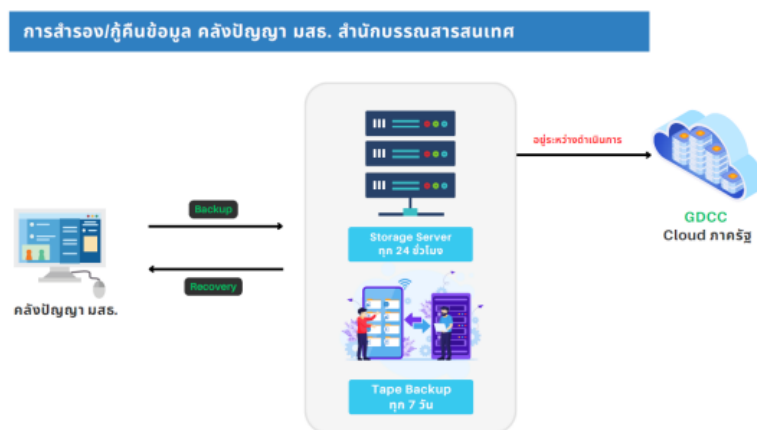 การสำรอง/กู้คืนข้อมูล คลังปัญญา มสธ. สำนักบรรณสารสนเทศ
อยู่ระหว่างดำเนินการ
Backup
Recovery
คลังปัญญา มสธ.
Storage Server
ทุก 24 ชั่วโมง
Tape Backup
ทุก 7 วัน
GDCC
Cloud ภาครัฐ